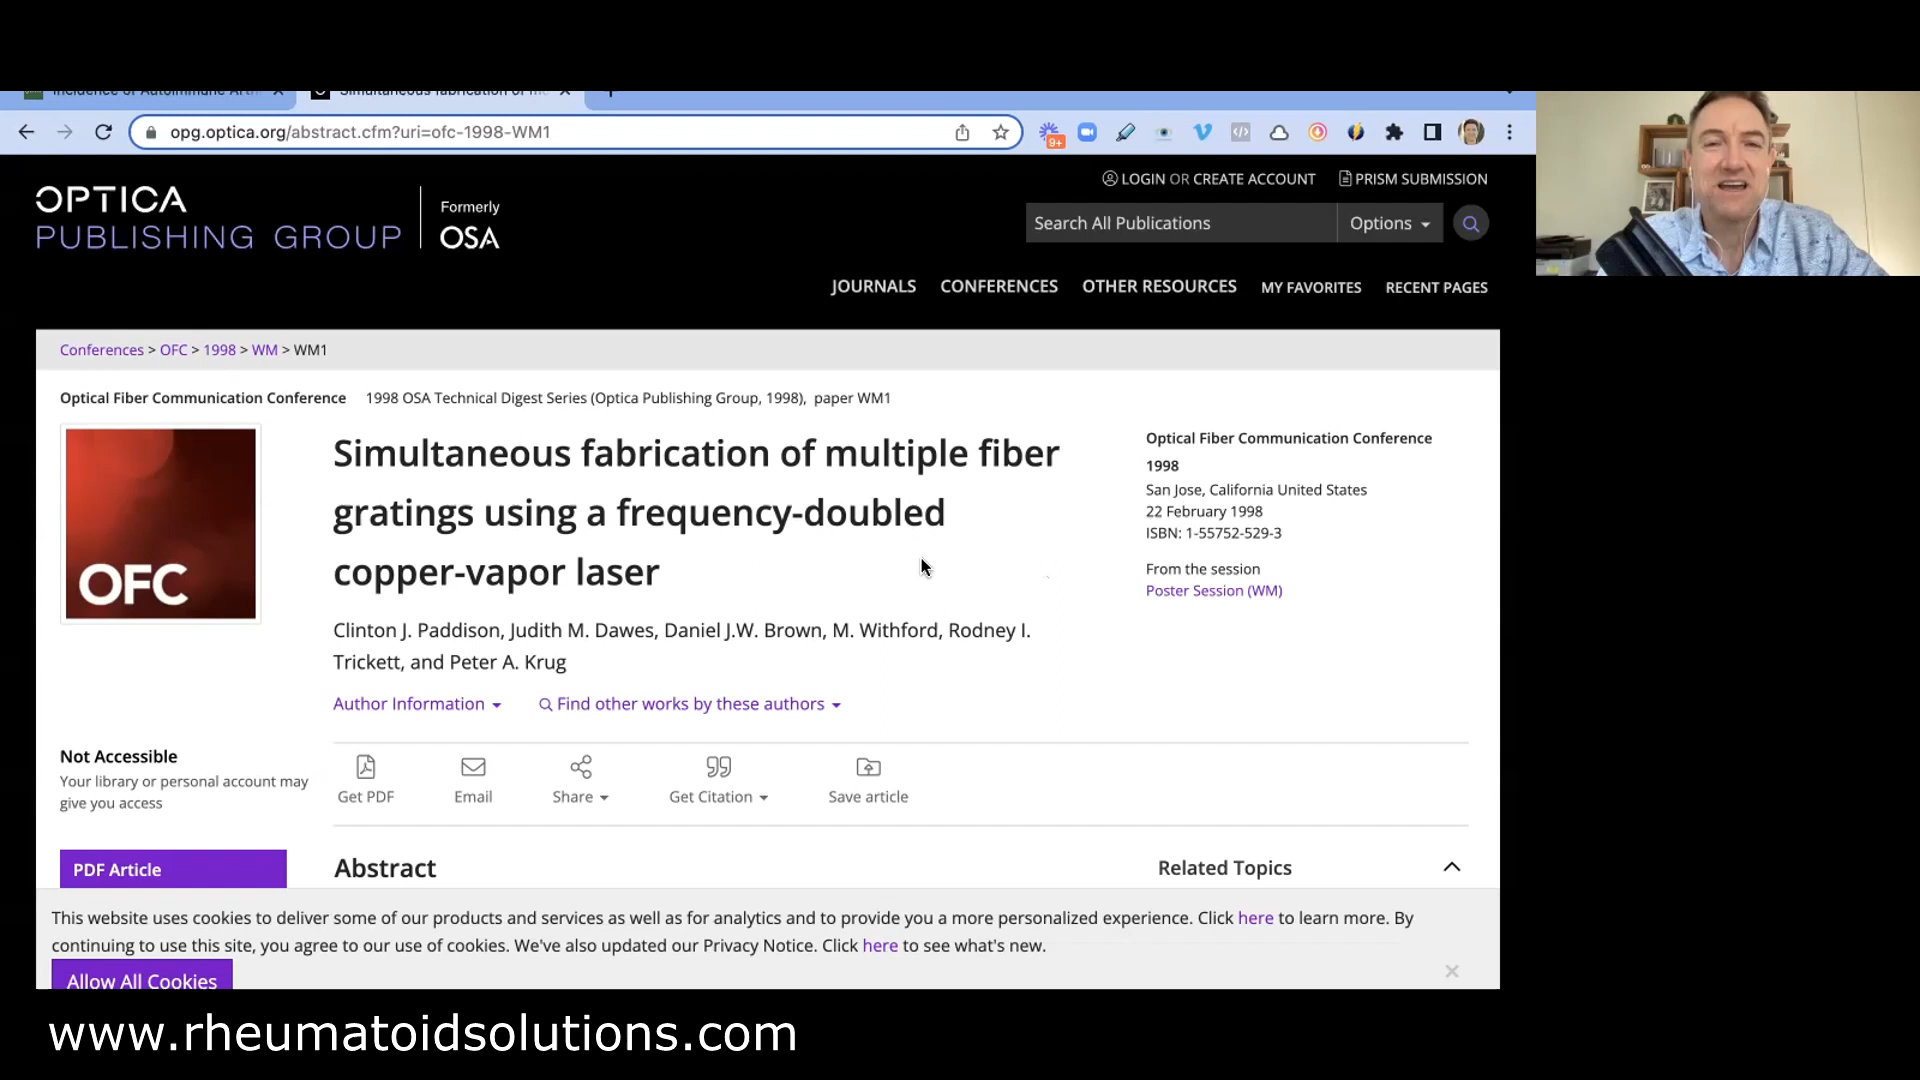 Incidence of Autoimmune Arth
Simultaneous fabrication of m
opg.optica.org/abstract.cfm?uri=ofc-1998-WM1
9+
LOGIN OR CREATE ACCOUNT PRISM SUBMISSION
OPTICA
PUBLISHING GROUP
Formerly
OSA
Search All Publications Options
JOURNALS CONFERENCES OTHER RESOURCES MY FAVORITES RECENT PAGES
Conferences > OFC > 1998 > WM > WM1
Optical Fiber Communication Conference 1998 OSA Technical Digest Series (Optica Publishing Group, 1998), paper WM1
OFC
Simultaneous fabrication of multiple fiber
gratings using a frequency-doubled
copper-vapor laser
Clinton J. Paddison, Judith M. Dawes, Daniel J.W. Brown, M. Withford, Rodney I.
Trickett, and Peter A. Krug
Author Information Find other works by these authors
Optical Fiber Communication Conference
1998
San Jose, California United States
22 February 1998
ISBN: 1-55752-529-3
From the session
Poster Session (WM)
Not Accessible
Your library or personal account may
give you access
Get PDF Email Share Get Citation Save article
PDF Article
Abstract
Related Topics
This website uses cookies to deliver some of our products and services as well as for analytics and to provide you a more personalized experience. Click here to learn more. By
continuing to use this site, you agree to our use of cookies. We've also updated our Privacy Notice. Click here to see what's new.
Allow All Cookies
www.rheumatoidsolutions.com